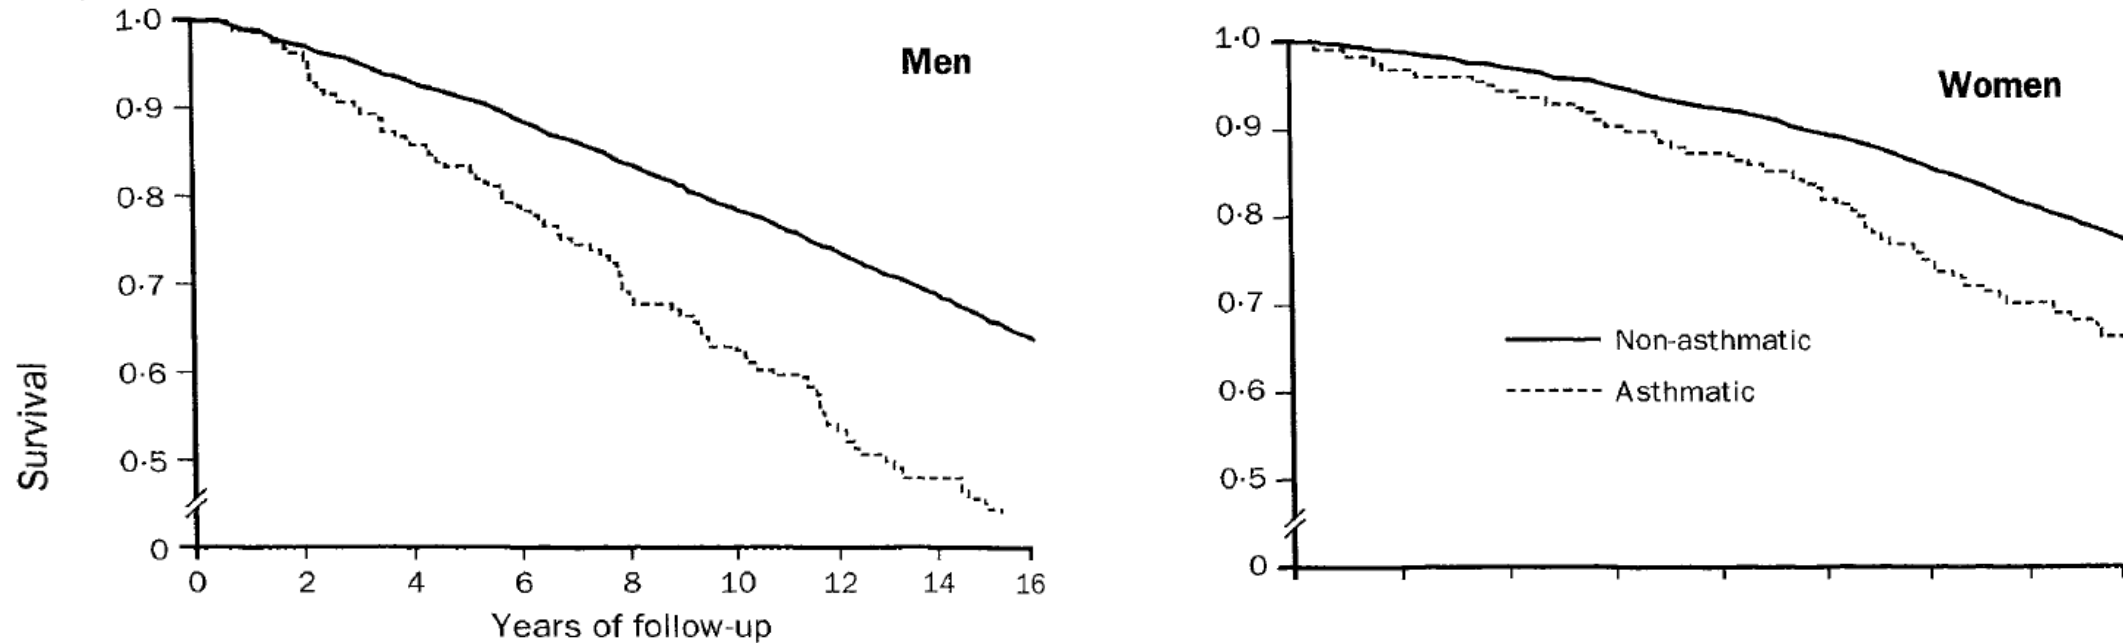 Men
1·0
0·9
0·8
0·7
0·6
0·5
0
Survival
0 2 4 6 8 10 12 14 16
Years of follow-up
Women
1·0
0·9
0·8
0·7
0·6
0·5
0
Non-asthmatic
Asthmatic